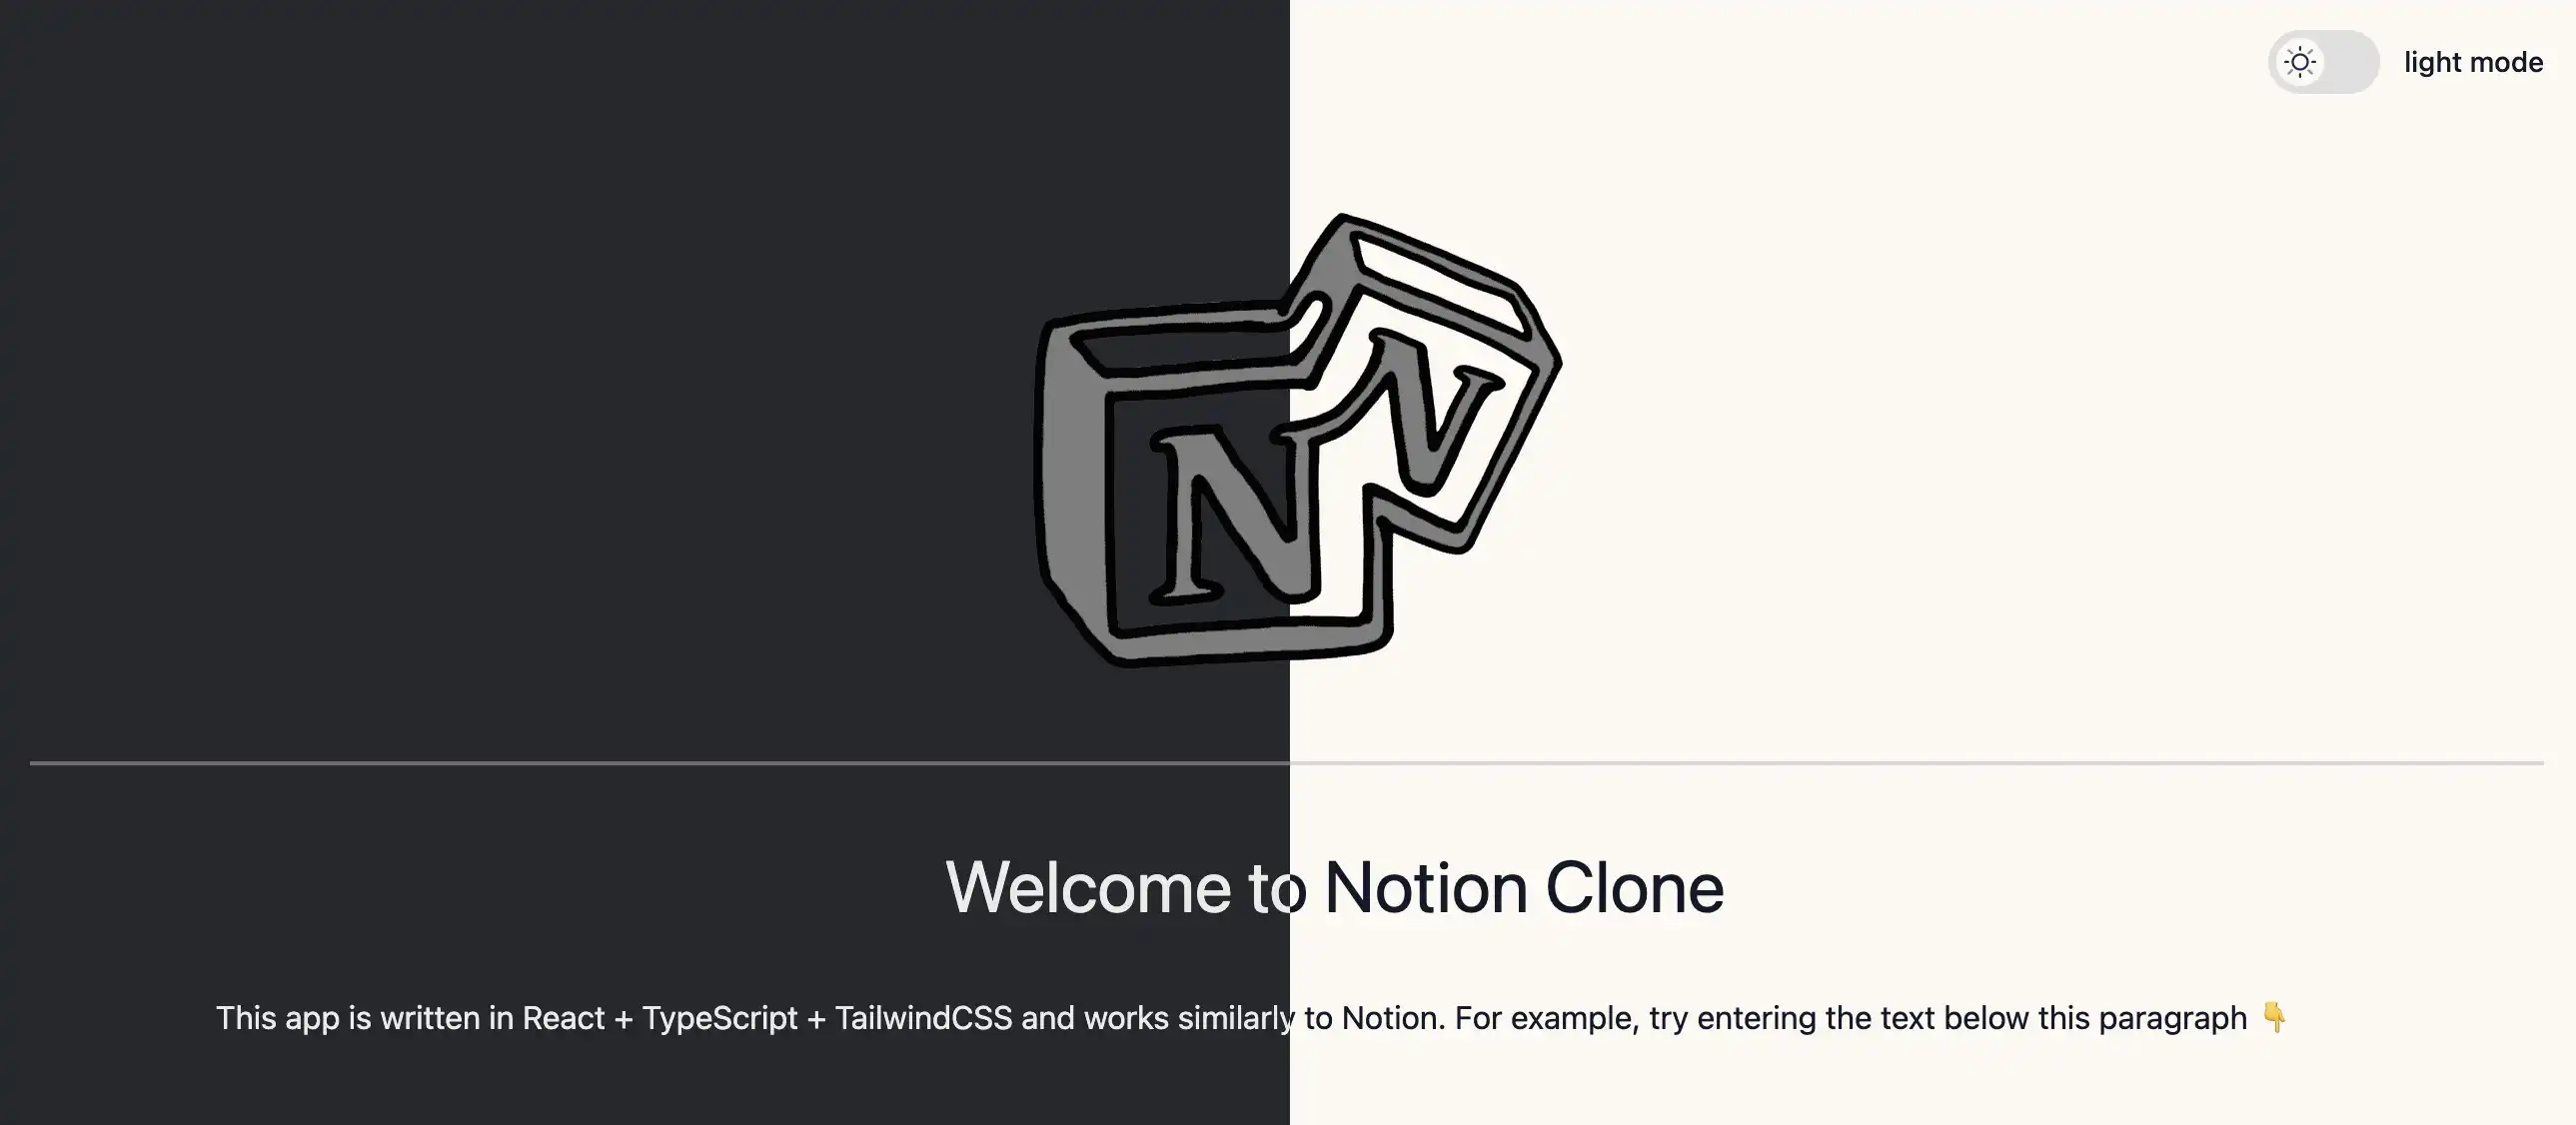 light mode
N
N
Welcome to Notion Clone
This app is written in React + TypeScript + TailwindCSS and works similarly to Notion. For example, try entering the text below this paragraph 👇